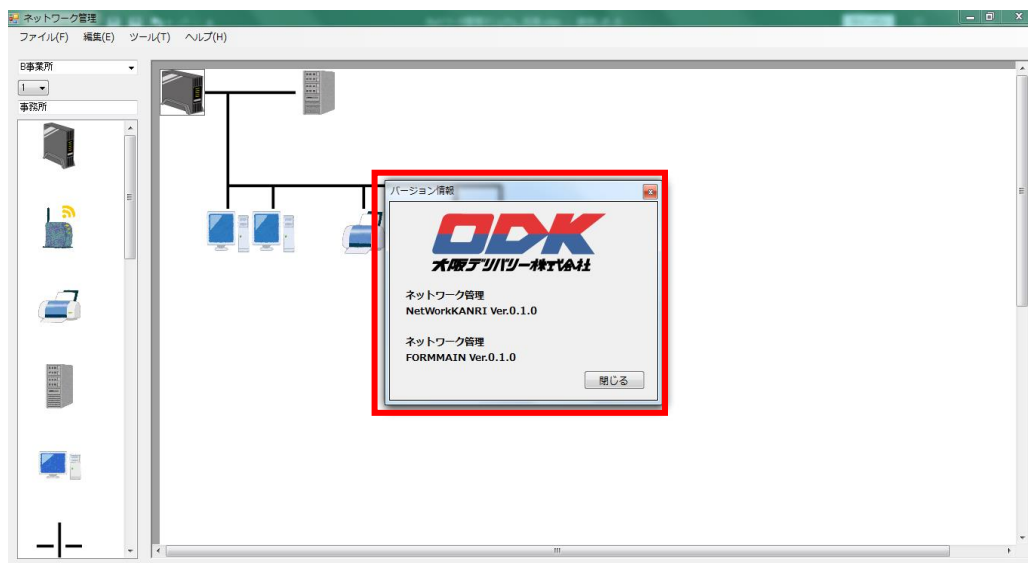 ネットワーク管理
ファイル(F) 編集(E) ツール(T) ヘルプ(H)
B事業所
1
事務所
バージョン情報
ODK
大阪デリバリー株式会社
ネットワーク管理
NetWorkKANRI Ver.0.1.0
ネットワーク管理
FORMMAIN Ver.0.1.0
閉じる